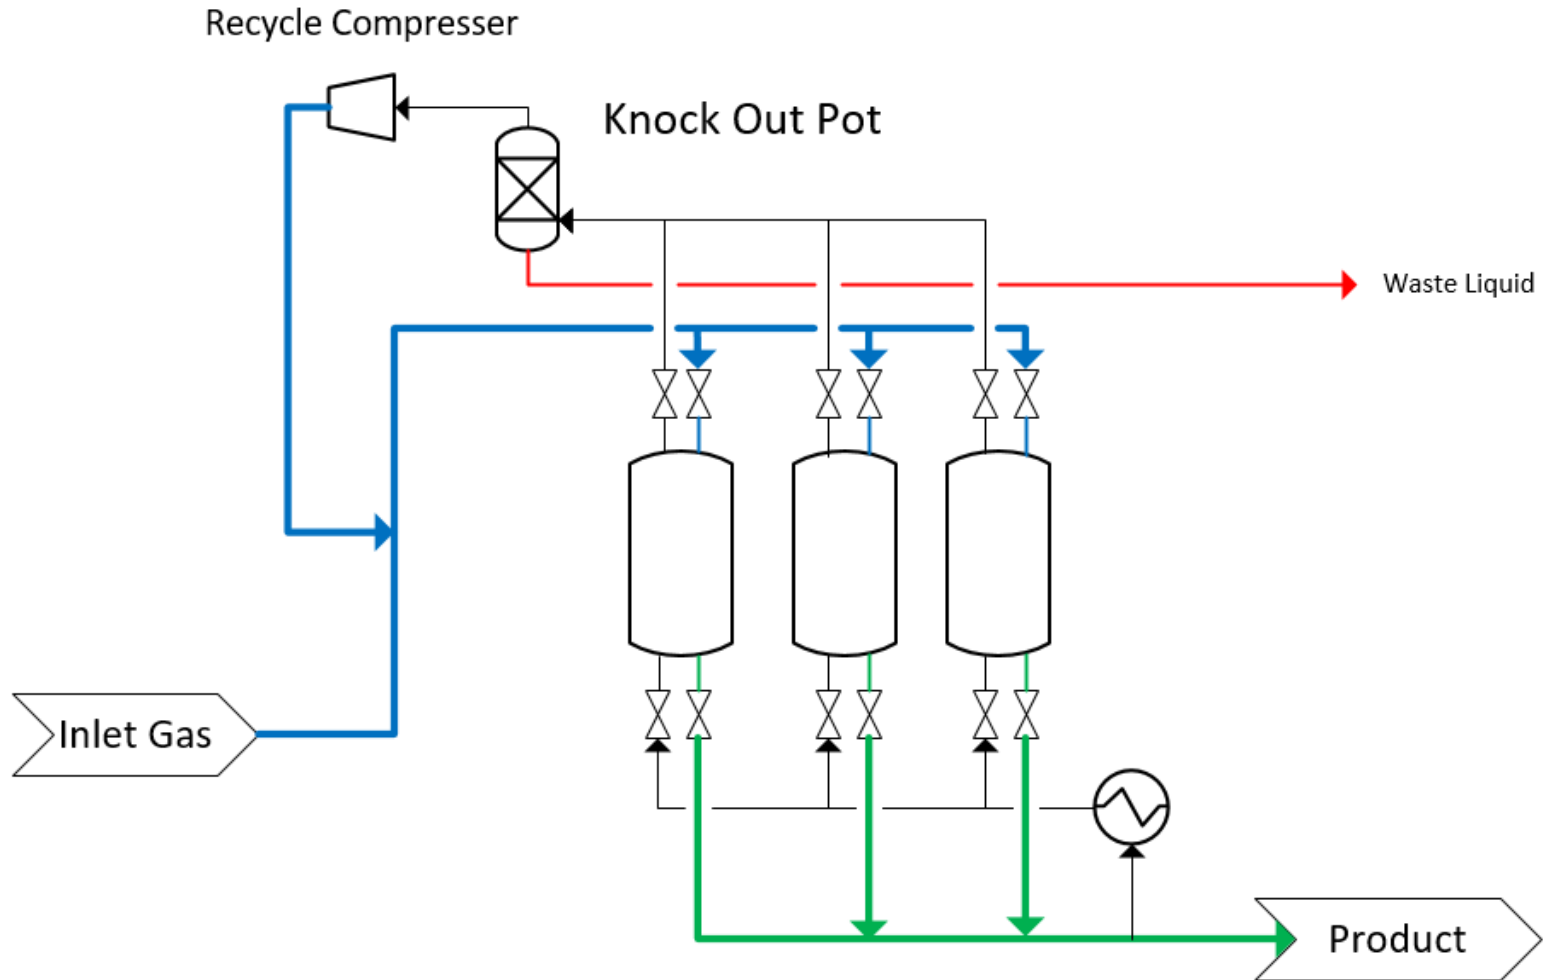 Recycle Compresser
Knock Out Pot
Waste Liquid
Inlet Gas
Product